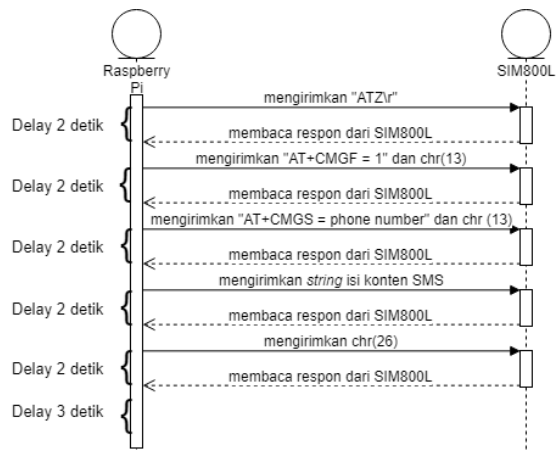 Raspberry
Pi
SIM800L
mengirimkan "ATZ\r"
Delay 2 detik
membaca respon dari SIM800L
mengirimkan "AT+CMGF = 1" dan chr(13)
Delay 2 detik
membaca respon dari SIM800L
mengirimkan "AT+CMGS = phone number" dan chr (13)
Delay 2 detik
membaca respon dari SIM800L
mengirimkan string isi konten SMS
Delay 2 detik
membaca respon dari SIM800L
mengirimkan chr(26)
Delay 2 detik
membaca respon dari SIM800L
Delay 3 detik